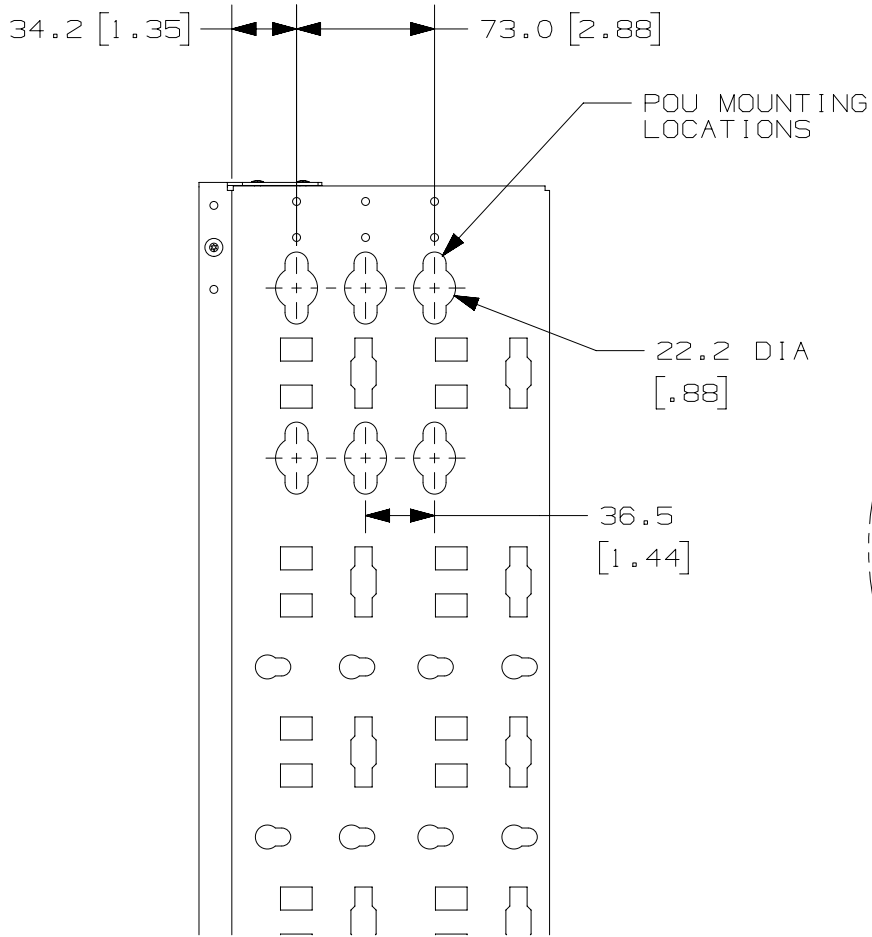 34.2 [1.35]
73.0 [2.88]
POU MOUNTING
LOCATIONS
22.2 DIA
[.88]
36.5
[1.44]